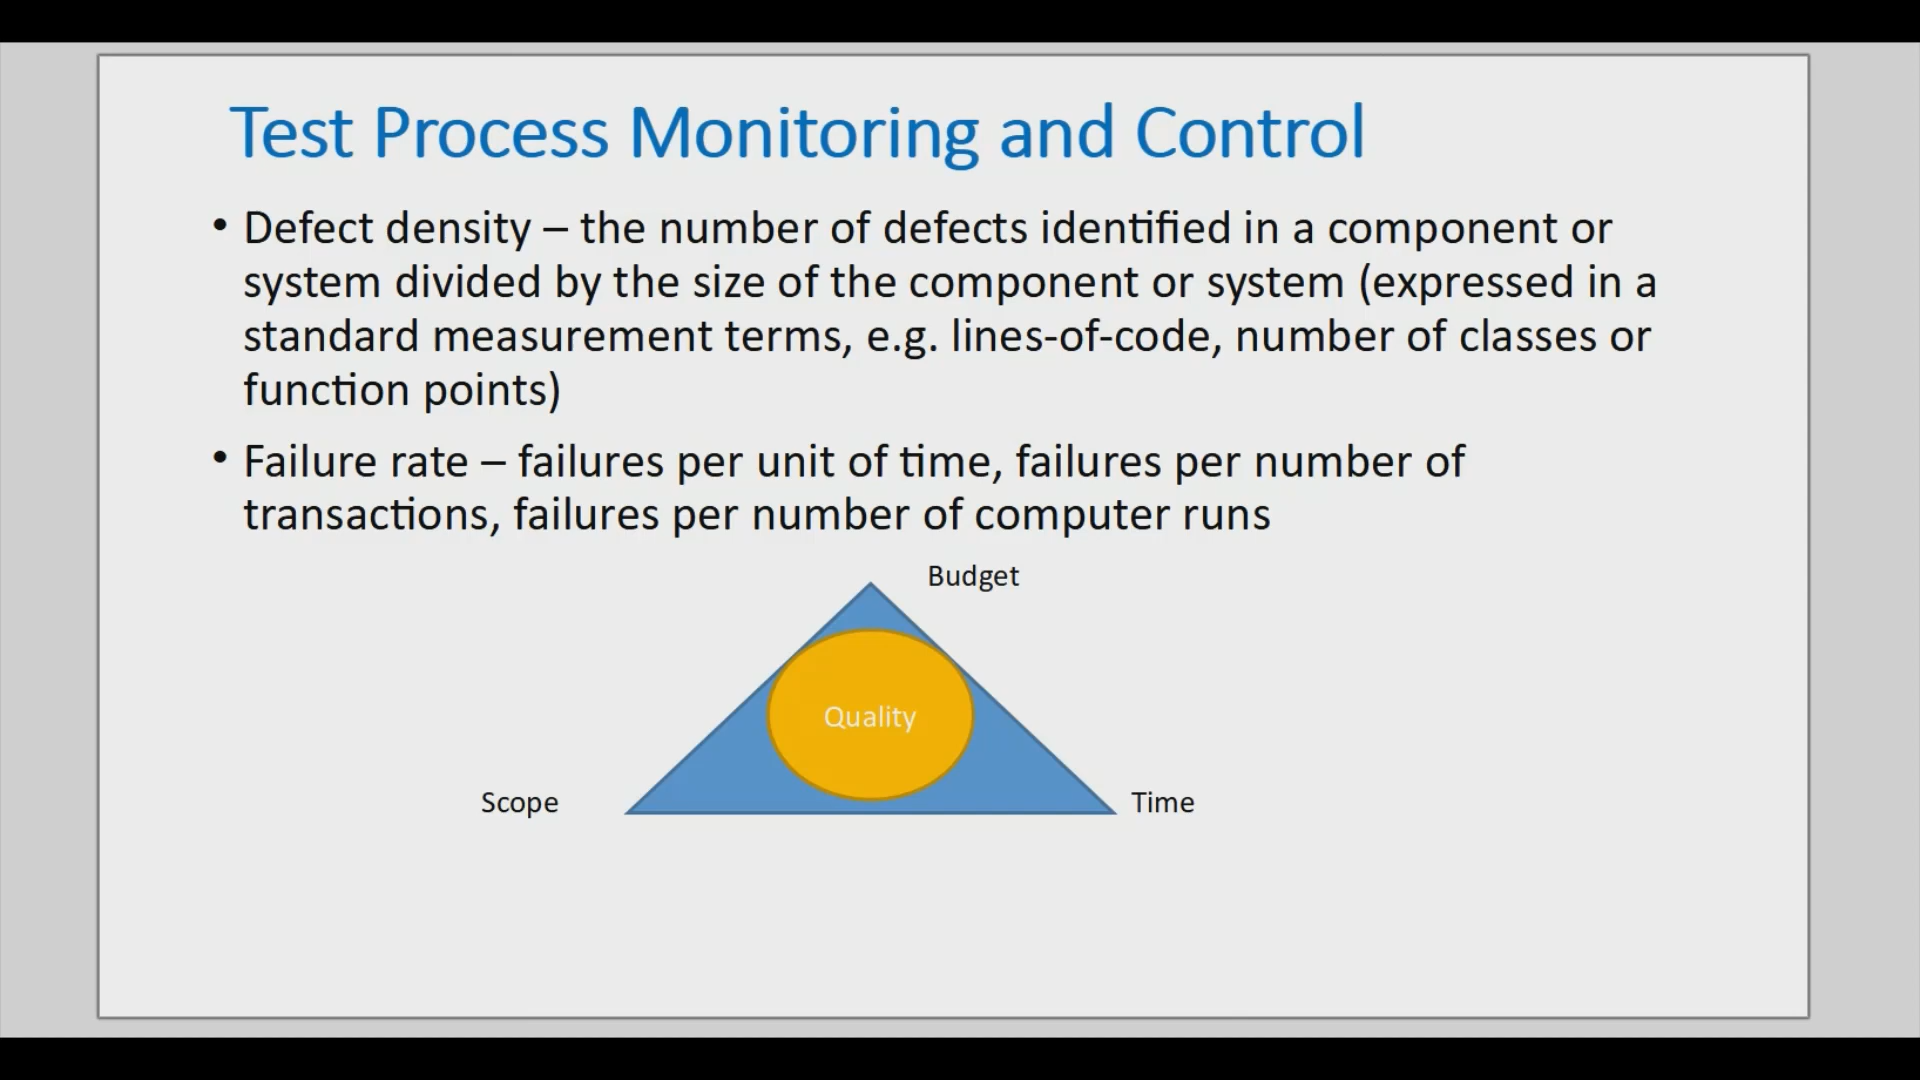 Test Process Monitoring and Control
• Defect density – the number of defects identified in a component or
system divided by the size of the component or system (expressed in a
standard measurement terms, e.g. lines-of-code, number of classes or
function points)
• Failure rate – failures per unit of time, failures per number of
transactions, failures per number of computer runs
Budget
Quality
Scope
Time